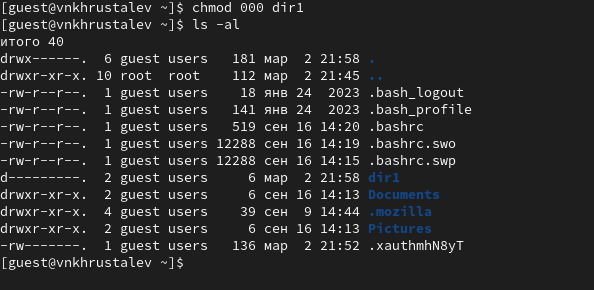 [guest@vnkhrustalev ~]$ chmod 000 dir1
[guest@vnkhrustalev ~]$ ls -al
итого 40
drwx------.  6 guest users   181 мар  2 21:58 .
drwxr-xr-x. 10 root  root    112 мар  2 21:45 ..
-rw-r--r--.  1 guest users    18 янв 24  2023 .bash_logout
-rw-r--r--.  1 guest users   141 янв 24  2023 .bash_profile
-rw-r--r--.  1 guest users   519 сен 16 14:20 .bashrc
-rw-r--r--.  1 guest users 12288 сен 16 14:19 .bashrc.swo
-rw-r--r--.  1 guest users 12288 сен 16 14:15 .bashrc.swp
d---------.  2 guest users     6 мар  2 21:58 dir1
drwxr-xr-x.  2 guest users     6 сен 16 14:13 Documents
drwxr-xr-x.  4 guest users    39 сен  9 14:44 .mozilla
drwxr-xr-x.  2 guest users     6 сен 16 14:13 Pictures
-rw-------.  1 guest users   136 мар  2 21:52 .xauthmhN8yT
[guest@vnkhrustalev ~]$